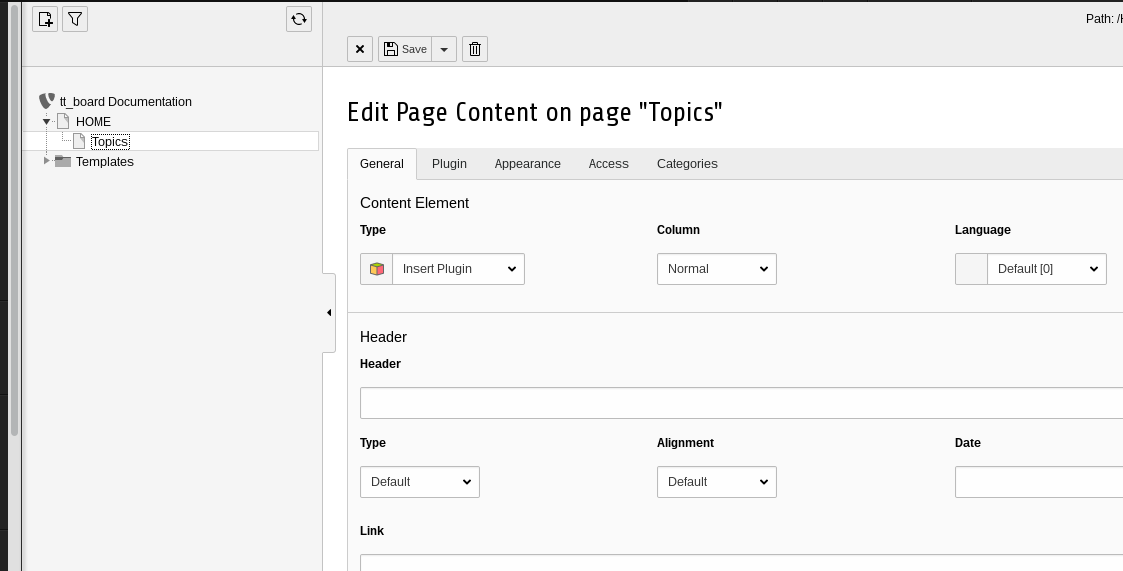 Path: /H
Save
tt_board Documentation
HOME
Topics
Templates
Edit Page Content on page "Topics"
General Plugin Appearance Access Categories
Content Element
Type Column Language
Insert Plugin Normal Default [0]
Header
Header
Type Alignment Date
Default Default
Link